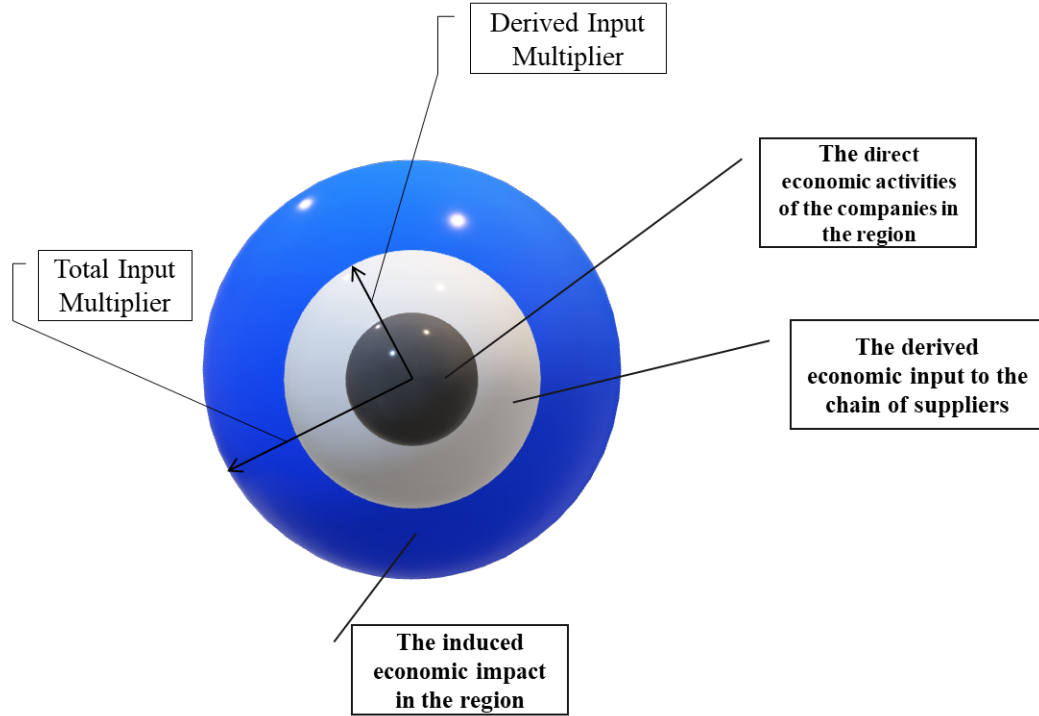 Derived Input
Multiplier
The direct
economic activities
of the companies in
the region
Total Input
Multiplier
The derived
economic input to the
chain of suppliers
The induced
economic impact
in the region